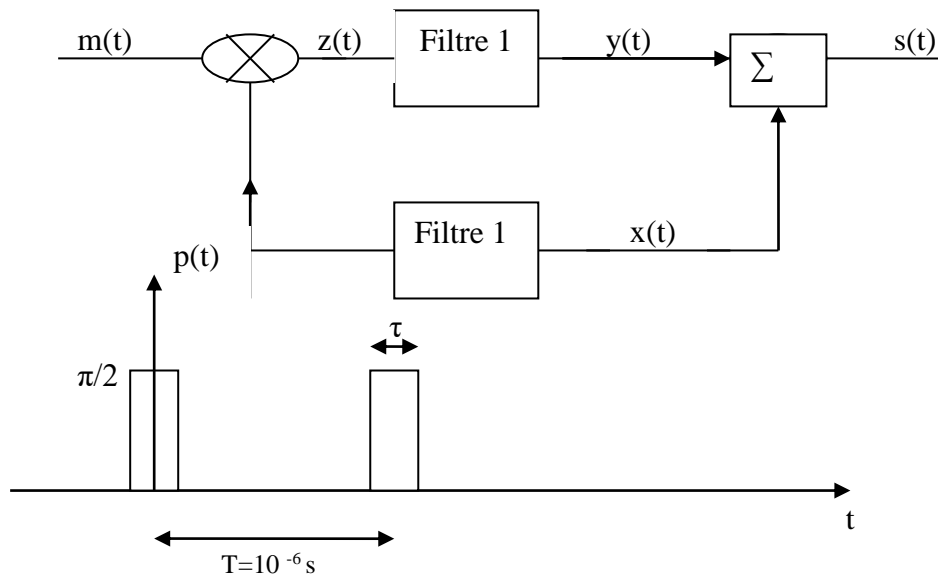 m(t)
z(t)
Filtre 1
y(t)
∑
s(t)
Filtre 1
x(t)
p(t)
τ
π/2
t
T=10 ⁻⁶ s